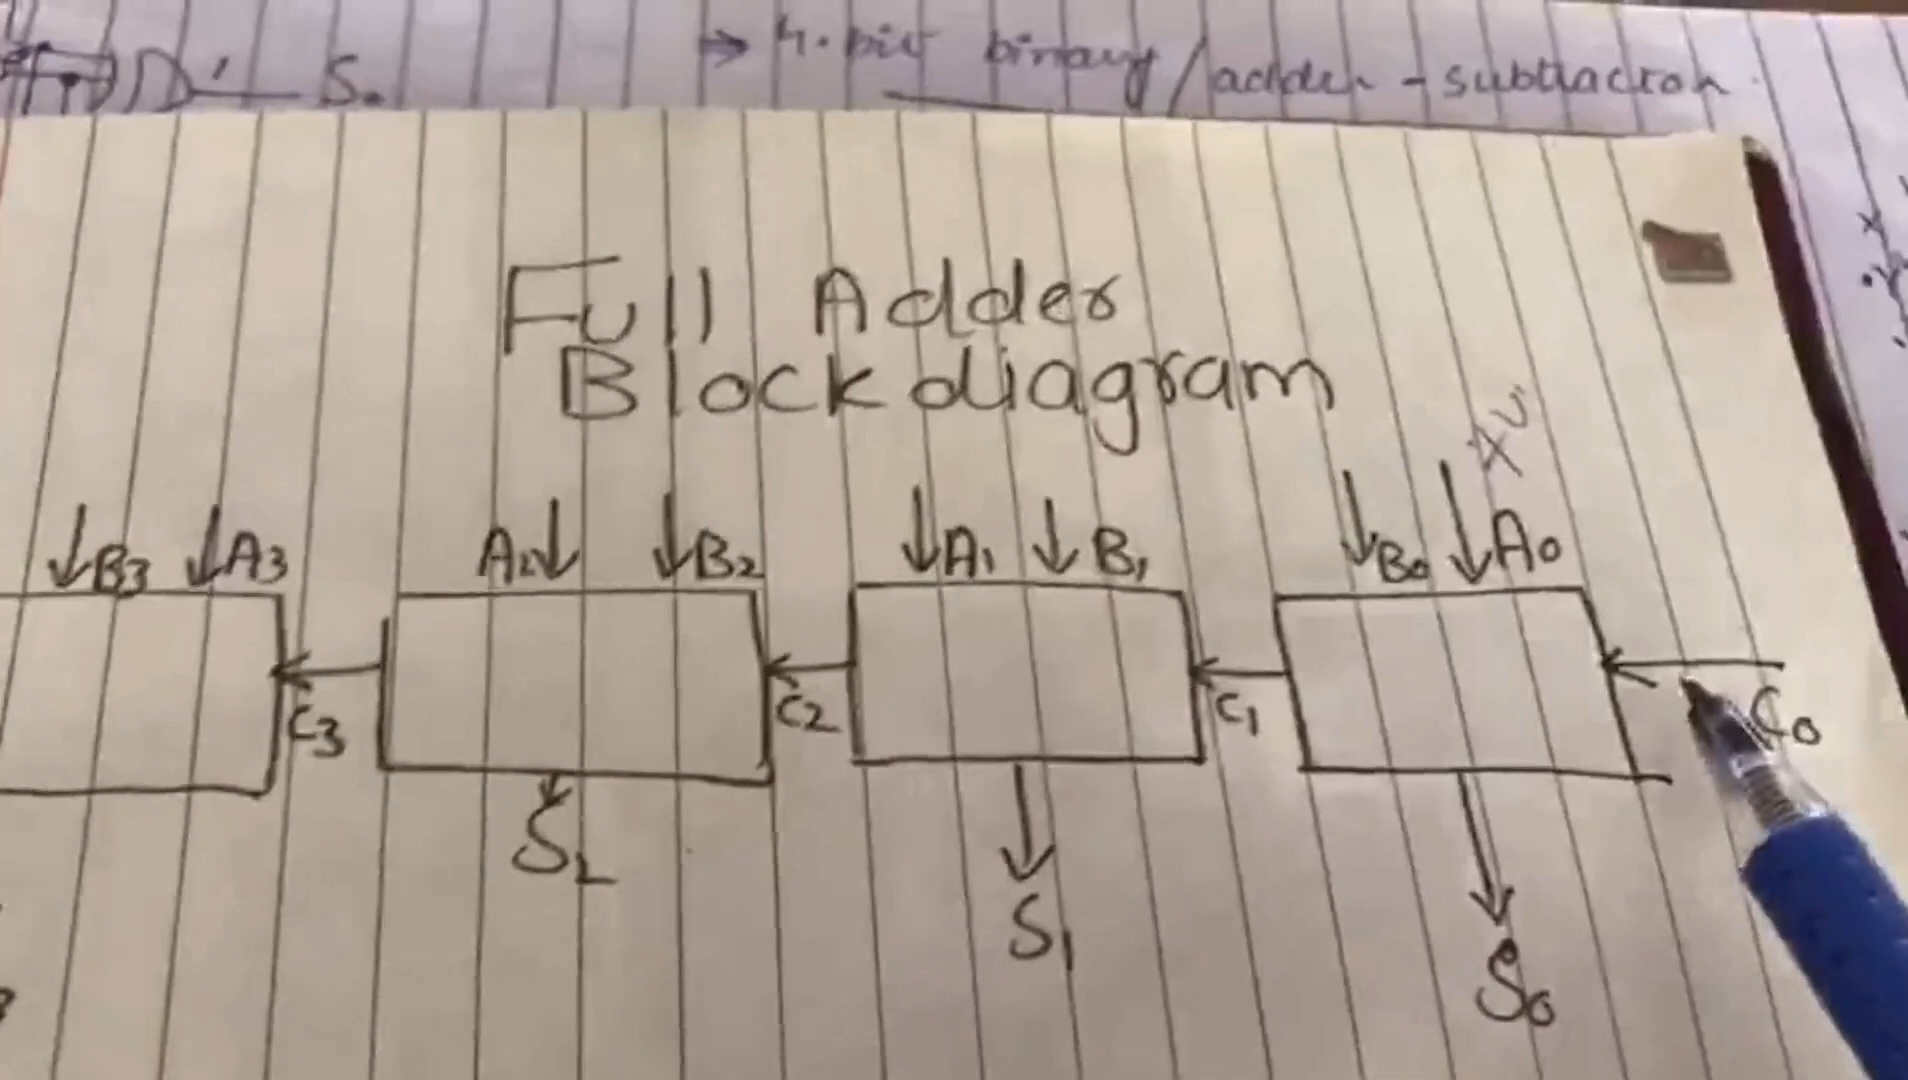 S.
→ 4-bit binary / adder - subtractor
Full Adder
Block diagram
B3 A3 A2 B2 A1 B1 B0 A0
C3 C2 C1 C0
S2 S1 S0